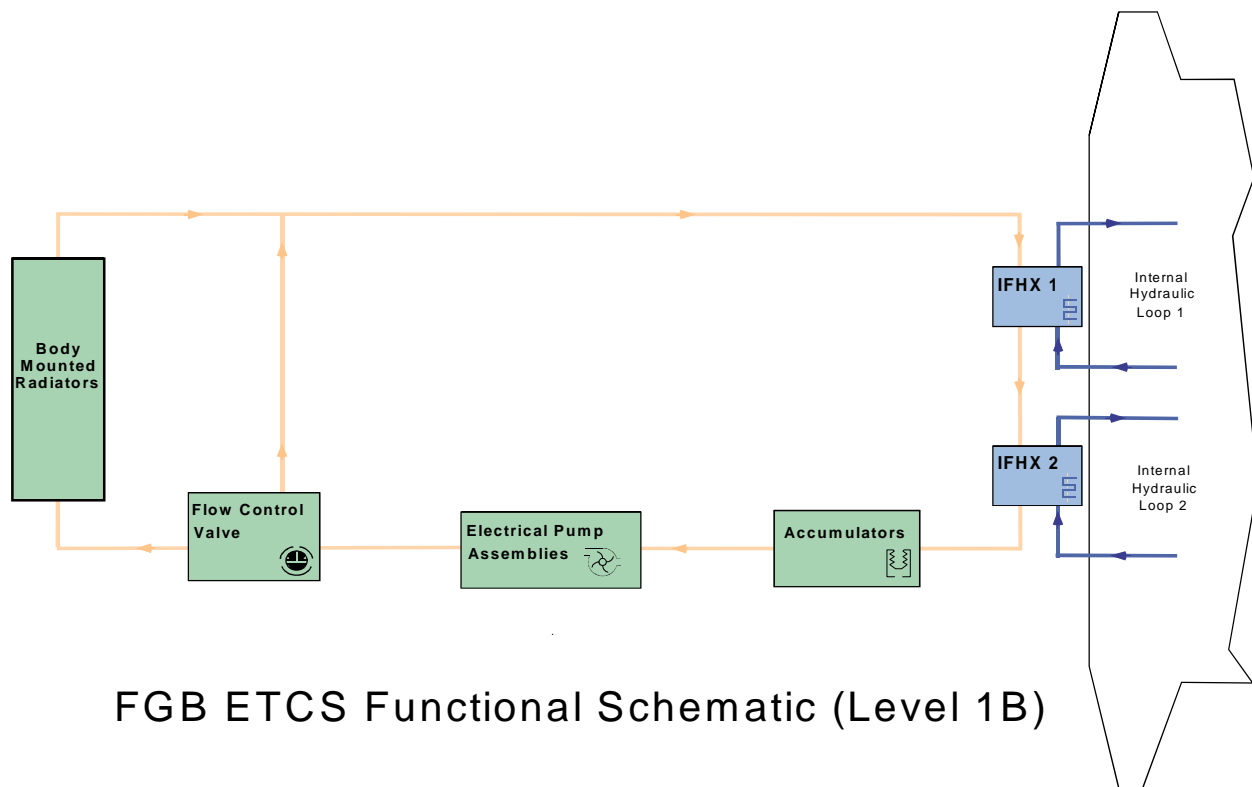 IFHX 1
Internal
Hydraulic
Loop 1
Body
Mounted
Radiators
IFHX 2
Internal
Hydraulic
Loop 2
Flow Control
Valve
Electrical Pump
Assemblies
Accumulators
FGB ETCS Functional Schematic (Level 1B)